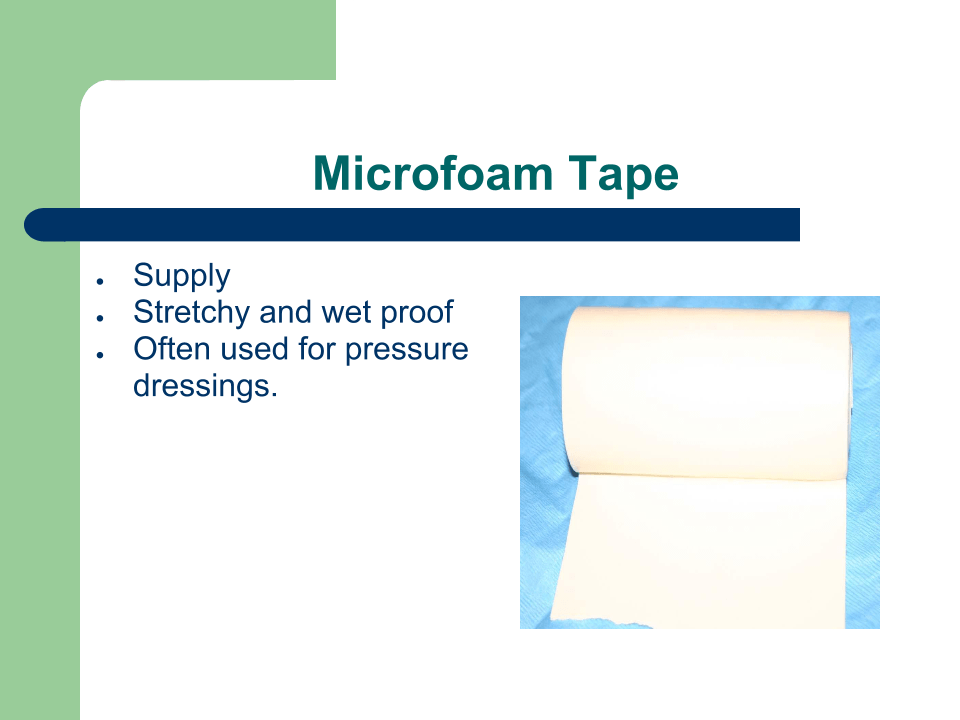 Microfoam Tape
● Supply
● Stretchy and wet proof
● Often used for pressure
dressings.